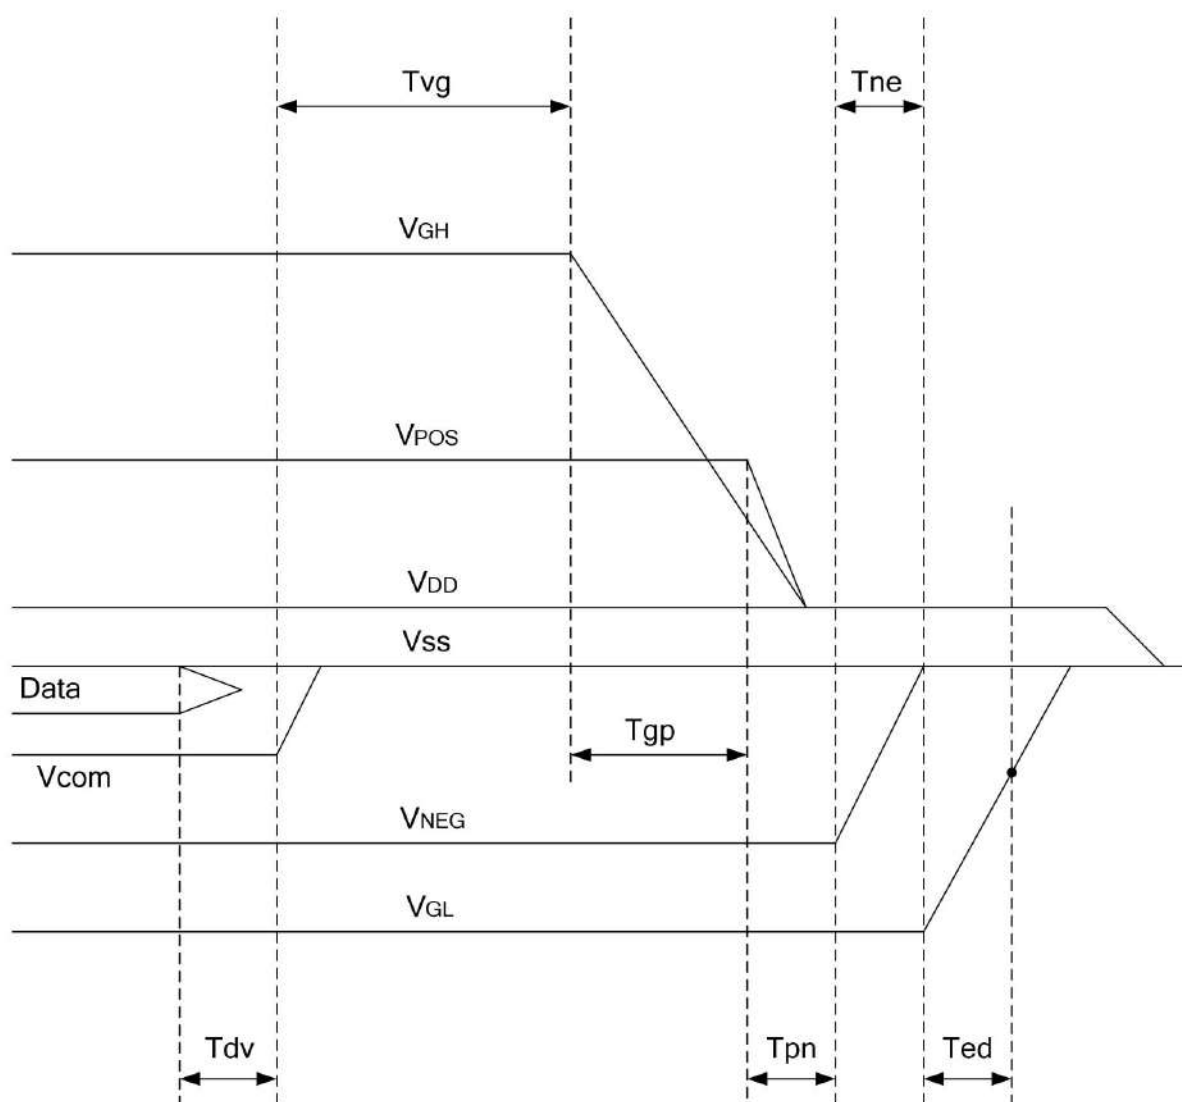 Tvg
Tne
VGH
VPOS
VDD
Vss
Data
Tgp
Vcom
VNEG
VGL
Tdv
Tpn
Ted